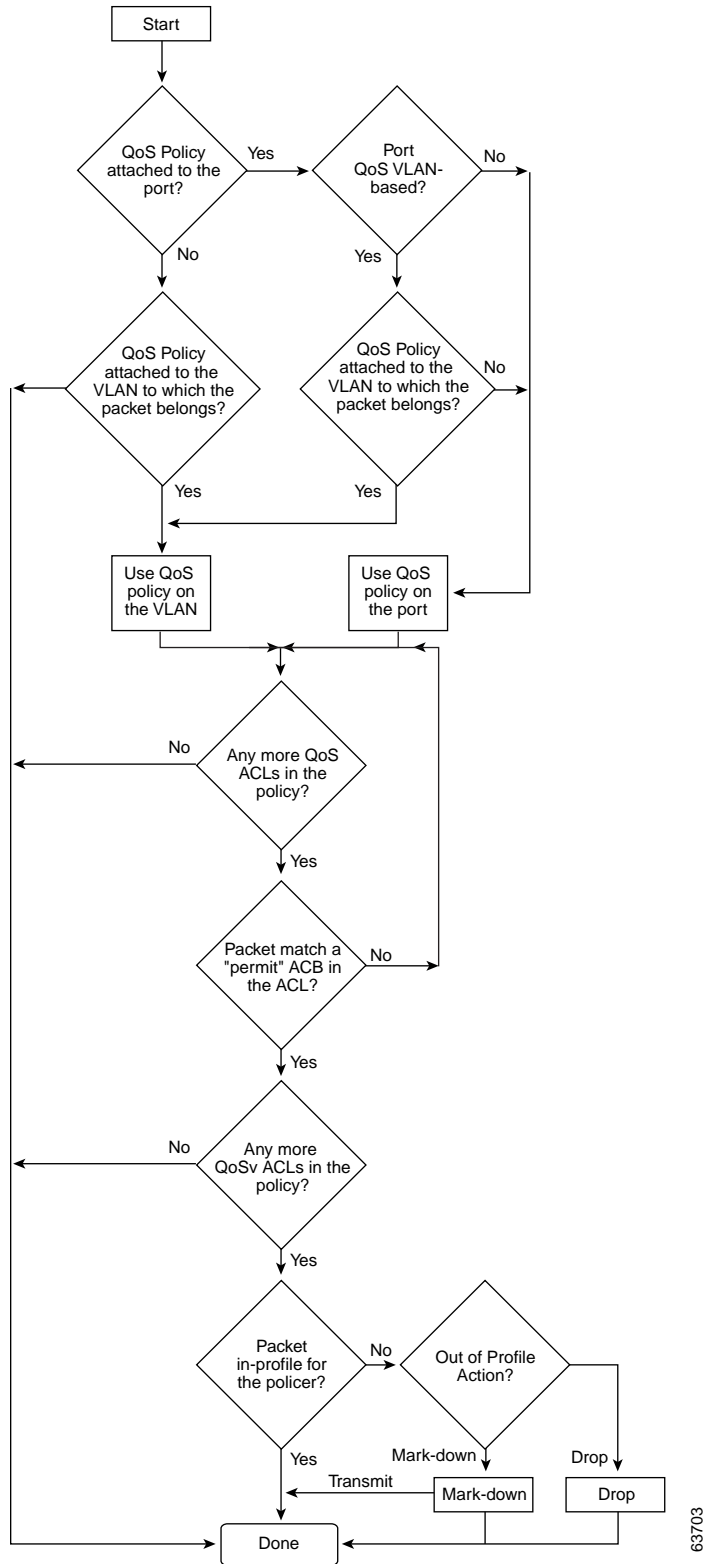 Start
QoS Policy
attached to the
port?
Yes
No
Port
QoS VLAN-
based?
No
Yes
QoS Policy
attached to the
VLAN to which the
packet belongs?
Yes
QoS Policy
attached to the
VLAN to which the
packet belongs?
No
Yes
Use QoS
policy on
the VLAN
Use QoS
policy on
the port
Any more QoS
ACLs in the
policy?
No
Yes
Packet match a
"permit" ACB in
the ACL?
No
Yes
Any more
QoSv ACLs in the
policy?
No
Yes
Packet
in-profile for
the policer?
No
Yes
Out of Profile
Action?
Mark-down
Drop
Transmit
Mark-down
Drop
Done
63703